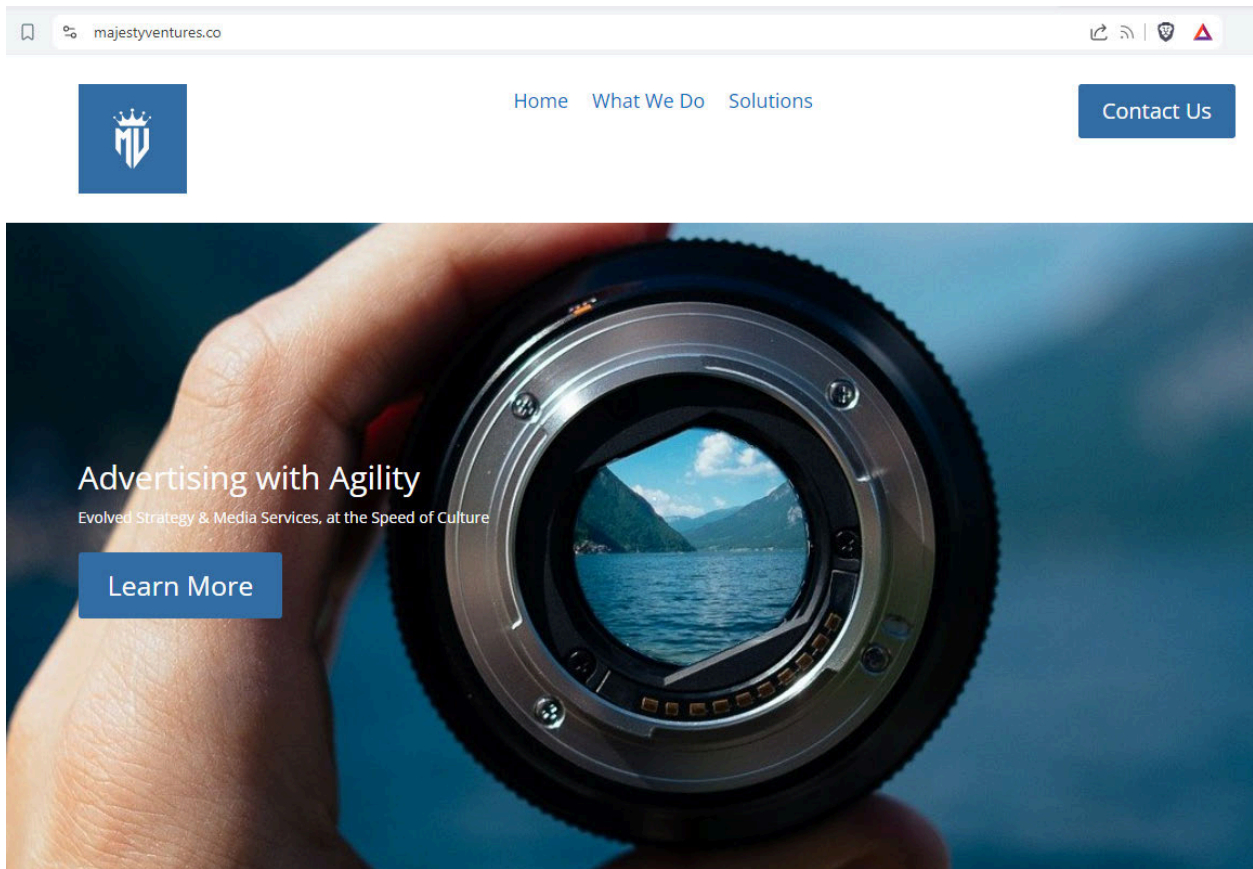 majestyventures.co
MV
Home What We Do Solutions
Contact Us
Advertising with Agility
Evolved Strategy & Media Services, at the Speed of Culture
Learn More